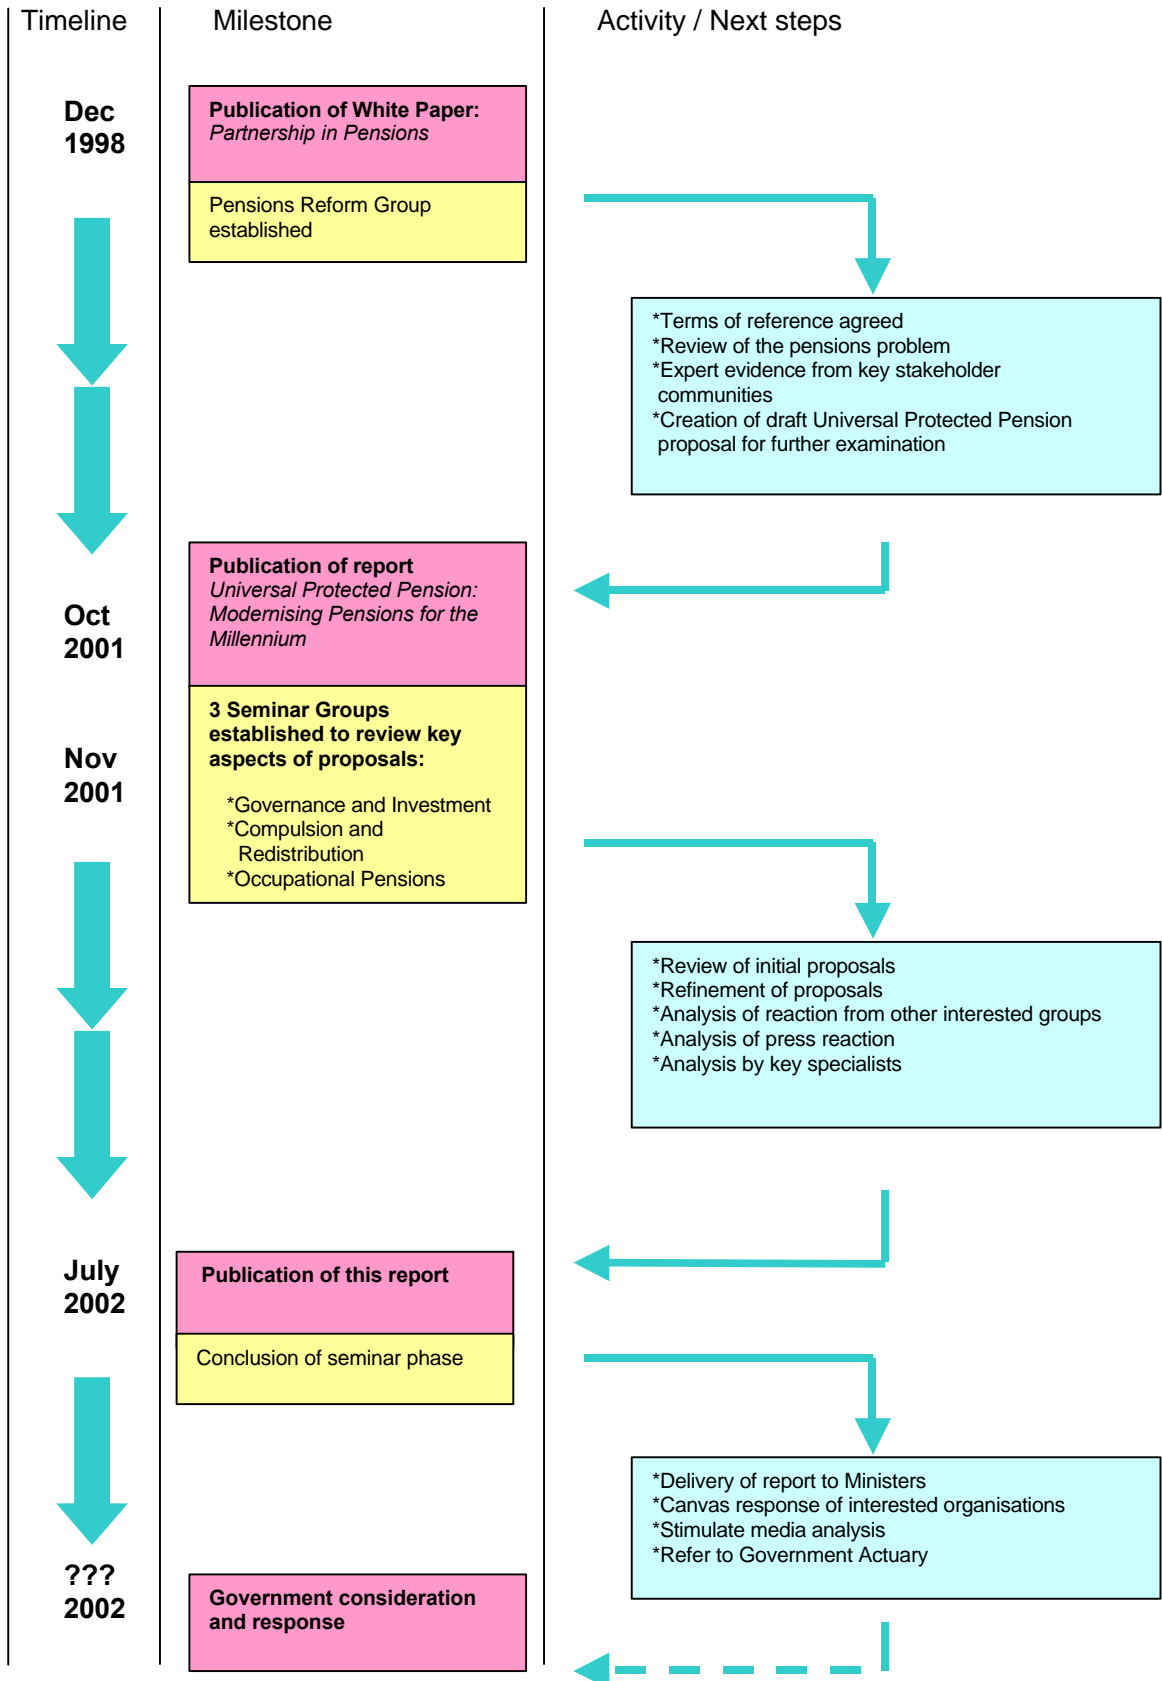 Timeline
Milestone
Activity / Next steps
Dec
1998
Publication of White Paper:
Partnership in Pensions
Pensions Reform Group
established
*Terms of reference agreed
*Review of the pensions problem
*Expert evidence from key stakeholder
communities
*Creation of draft Universal Protected Pension
proposal for further examination
Oct
2001
Publication of report
Universal Protected Pension:
Modernising Pensions for the
Millennium
Nov
2001
3 Seminar Groups
established to review key
aspects of proposals:
*Governance and Investment
*Compulsion and
Redistribution
*Occupational Pensions
*Review of initial proposals
*Refinement of proposals
*Analysis of reaction from other interested groups
*Analysis of press reaction
*Analysis by key specialists
July
2002
Publication of this report
Conclusion of seminar phase
*Delivery of report to Ministers
*Canvas response of interested organisations
*Stimulate media analysis
*Refer to Government Actuary
???
2002
Government consideration
and response